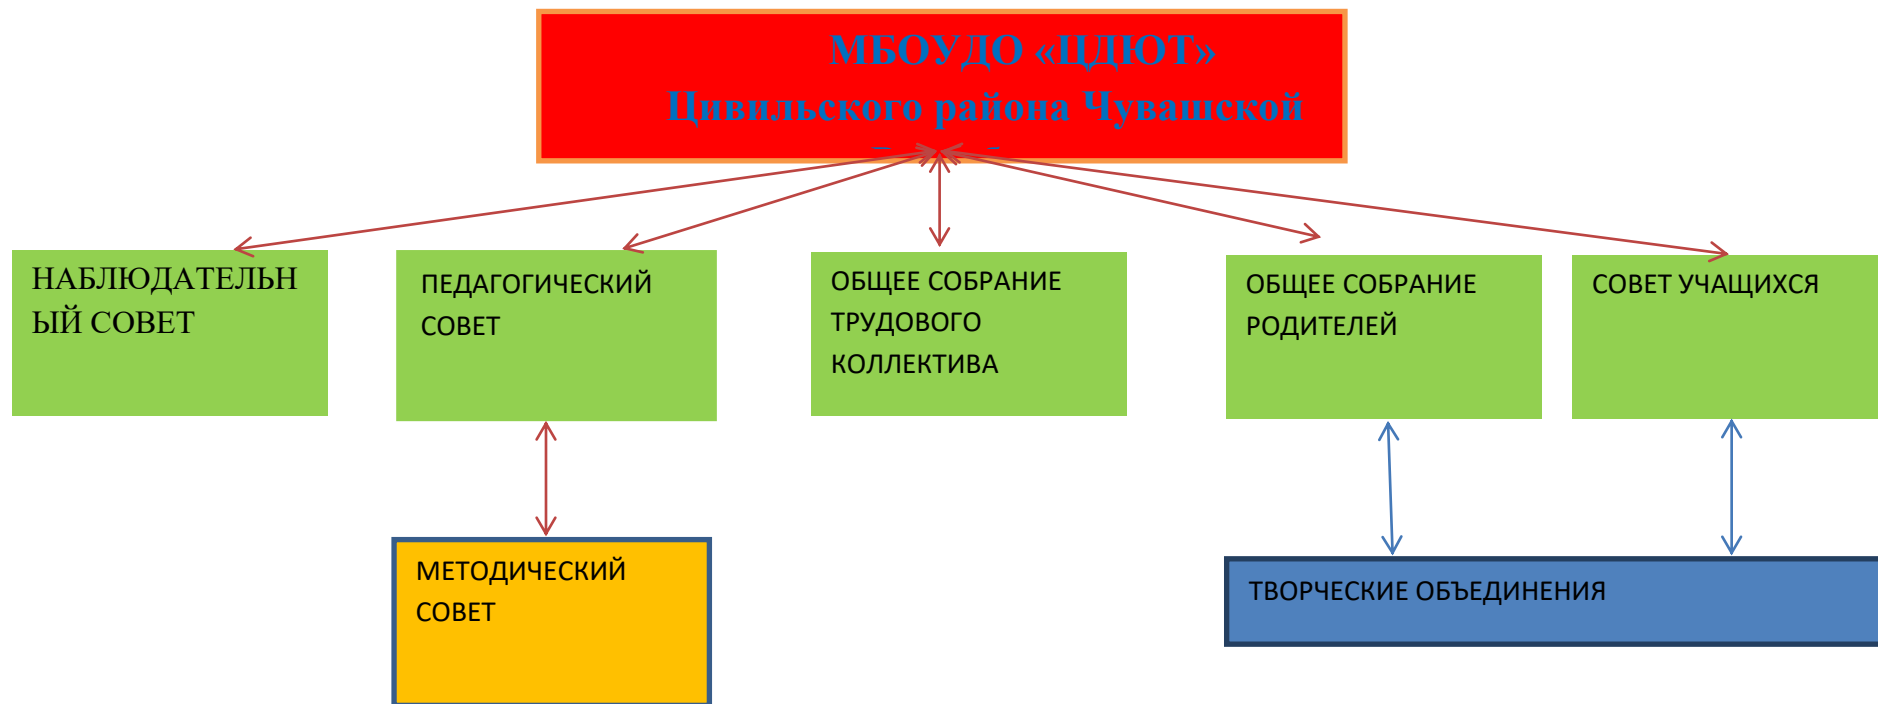 МБОУДО «ЦДЮТ»
Цивильского района Чувашской
НАБЛЮДАТЕЛЬН
ЫЙ СОВЕТ
ПЕДАГОГИЧЕСКИЙ
СОВЕТ
ОБЩЕЕ СОБРАНИЕ
ТРУДОВОГО
КОЛЛЕКТИВА
ОБЩЕЕ СОБРАНИЕ
РОДИТЕЛЕЙ
СОВЕТ УЧАЩИХСЯ
МЕТОДИЧЕСКИЙ
СОВЕТ
ТВОРЧЕСКИЕ ОБЪЕДИНЕНИЯ